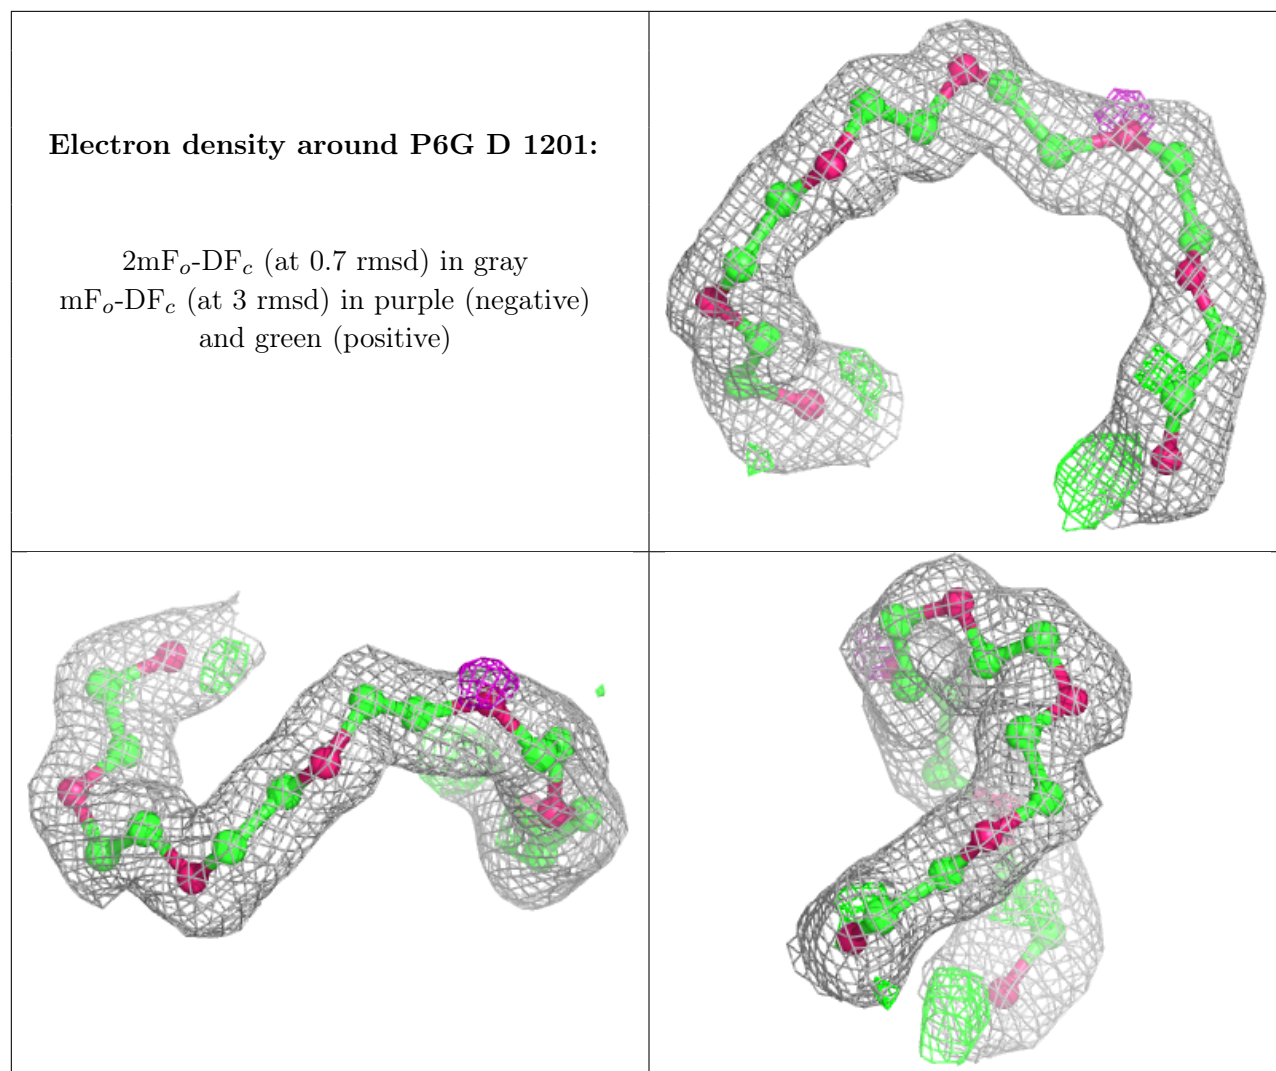 Electron density around P6G D 1201:
2mFo-DFc (at 0.7 rmsd) in gray
mFo-DFc (at 3 rmsd) in purple (negative)
and green (positive)